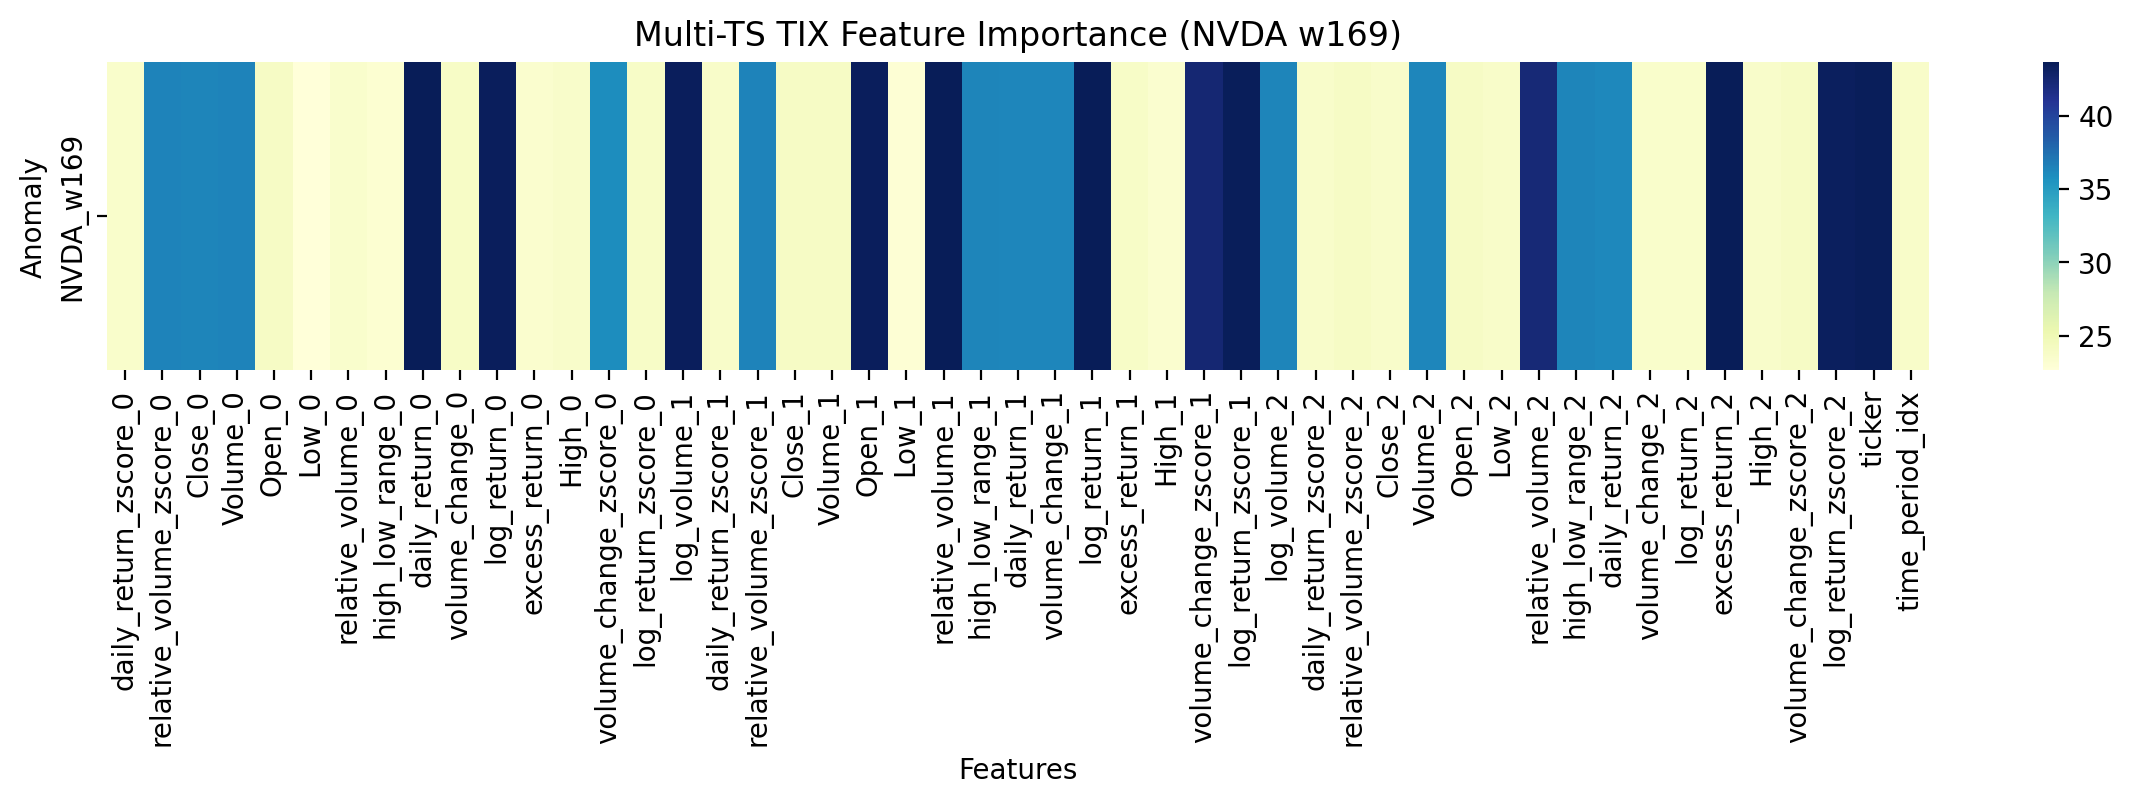 Multi-TS TIX Feature Importance (NVDA w169)
Anomaly
NVDA_w169
40
35
30
25
daily_return_zscore_0
relative_volume_zscore_0
Close_0
Volume_0
Open_0
Low_0
relative_volume_0
high_low_range_0
daily_return_0
volume_change_0
log_return_0
excess_return_0
High_0
volume_change_zscore_0
log_return_zscore_0
log_volume_1
daily_return_zscore_1
relative_volume_zscore_1
Close_1
Volume_1
Open_1
Low_1
relative_volume_1
high_low_range_1
daily_return_1
volume_change_1
log_return_1
excess_return_1
High_1
volume_change_zscore_1
log_return_zscore_1
log_volume_2
daily_return_zscore_2
relative_volume_zscore_2
Close_2
Volume_2
Open_2
Low_2
relative_volume_2
high_low_range_2
daily_return_2
volume_change_2
log_return_2
excess_return_2
High_2
volume_change_zscore_2
log_return_zscore_2
ticker
time_period_idx
Features